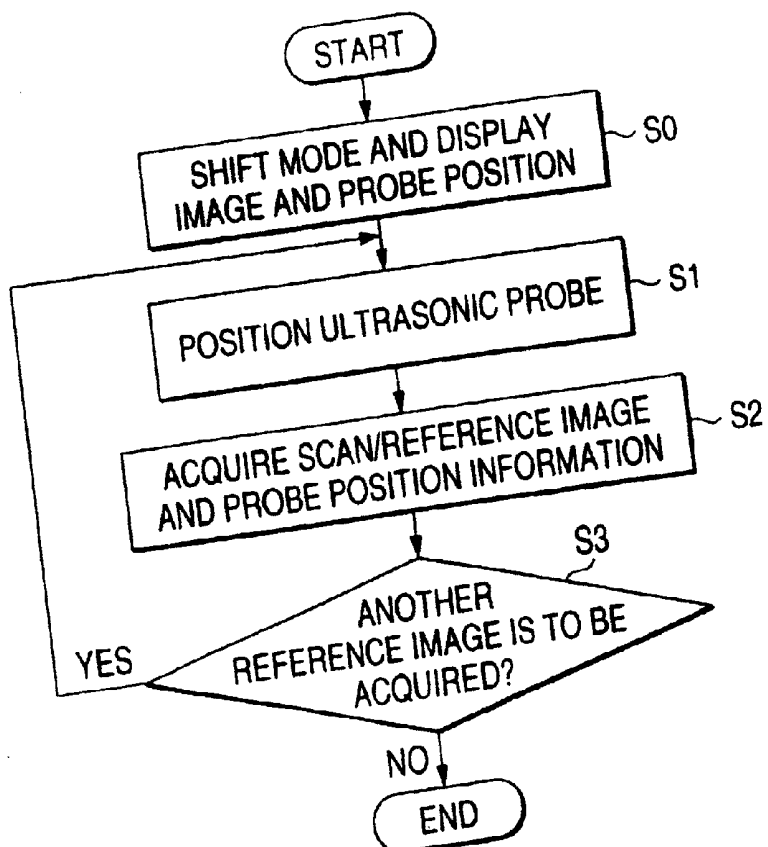 START
SHIFT MODE AND DISPLAY
IMAGE AND PROBE POSITION
S0
POSITION ULTRASONIC PROBE
S1
ACQUIRE SCAN/REFERENCE IMAGE
AND PROBE POSITION INFORMATION
S2
S3
ANOTHER
REFERENCE IMAGE IS TO BE
ACQUIRED?
YES
NO
END